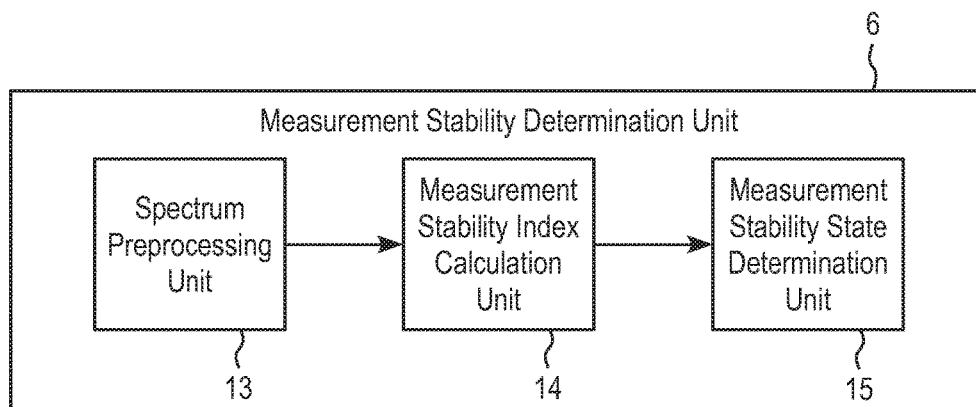 6
Measurement Stability Determination Unit
Spectrum
Preprocessing
Unit
Measurement
Stability Index
Calculation
Unit
Measurement
Stability State
Determination
Unit
13
14
15